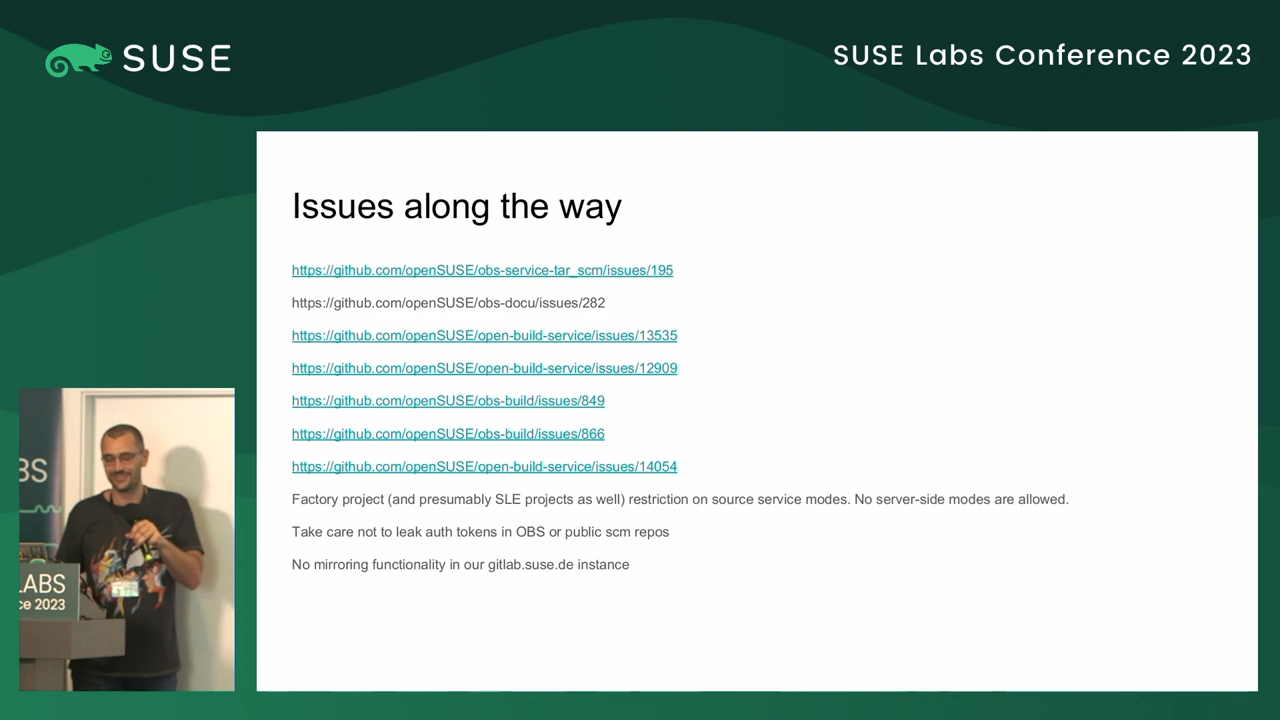 SUSE
SUSE Labs Conference 2023
Issues along the way
https://github.com/openSUSE/obs-service-tar_scm/issues/195
https://github.com/openSUSE/obs-docu/issues/282
https://github.com/openSUSE/open-build-service/issues/13535
https://github.com/openSUSE/open-build-service/issues/12909
https://github.com/openSUSE/obs-build/issues/849
https://github.com/openSUSE/obs-build/issues/866
https://github.com/openSUSE/open-build-service/issues/14054
Factory project (and presumably SLE projects as well) restriction on source service modes. No server-side modes are allowed.
Take care not to leak auth tokens in OBS or public scm repos
No mirroring functionality in our gitlab.suse.de instance
BS
LABS
ce 2023